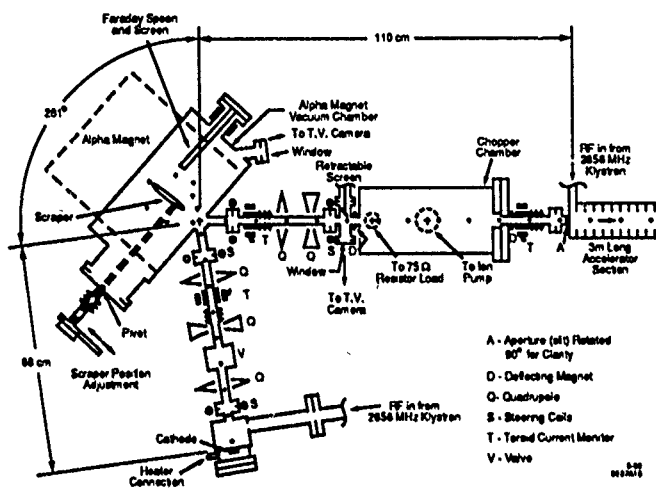 Faraday Spoon
and Screen
110 cm
261°
Alpha Magnet
Alpha Magnet
Vacuum Chamber
To T.V. Camera
Window
Retractable
Screen
Chopper
Chamber
RF in from
2856 MHz
Klystron
Scraper
T
Q
Q
S
D
D
T
A
3m Long
Accelerator
Section
Window
To 75 Ω
Resistor Load
To Ion
Pump
To T.V.
Camera
S
Q
T
Q
V
Q
S
Pivot
Scraper Position
Adjustment
68 cm
RF in from
2856 MHz Klystron
Cathode
Heater
Connection
A - Aperture (slit) Rotated
90° for Clarity
D - Deflecting Magnet
Q - Quadrupole
S - Steering Coils
T - Toroid Current Monitor
V - Valve